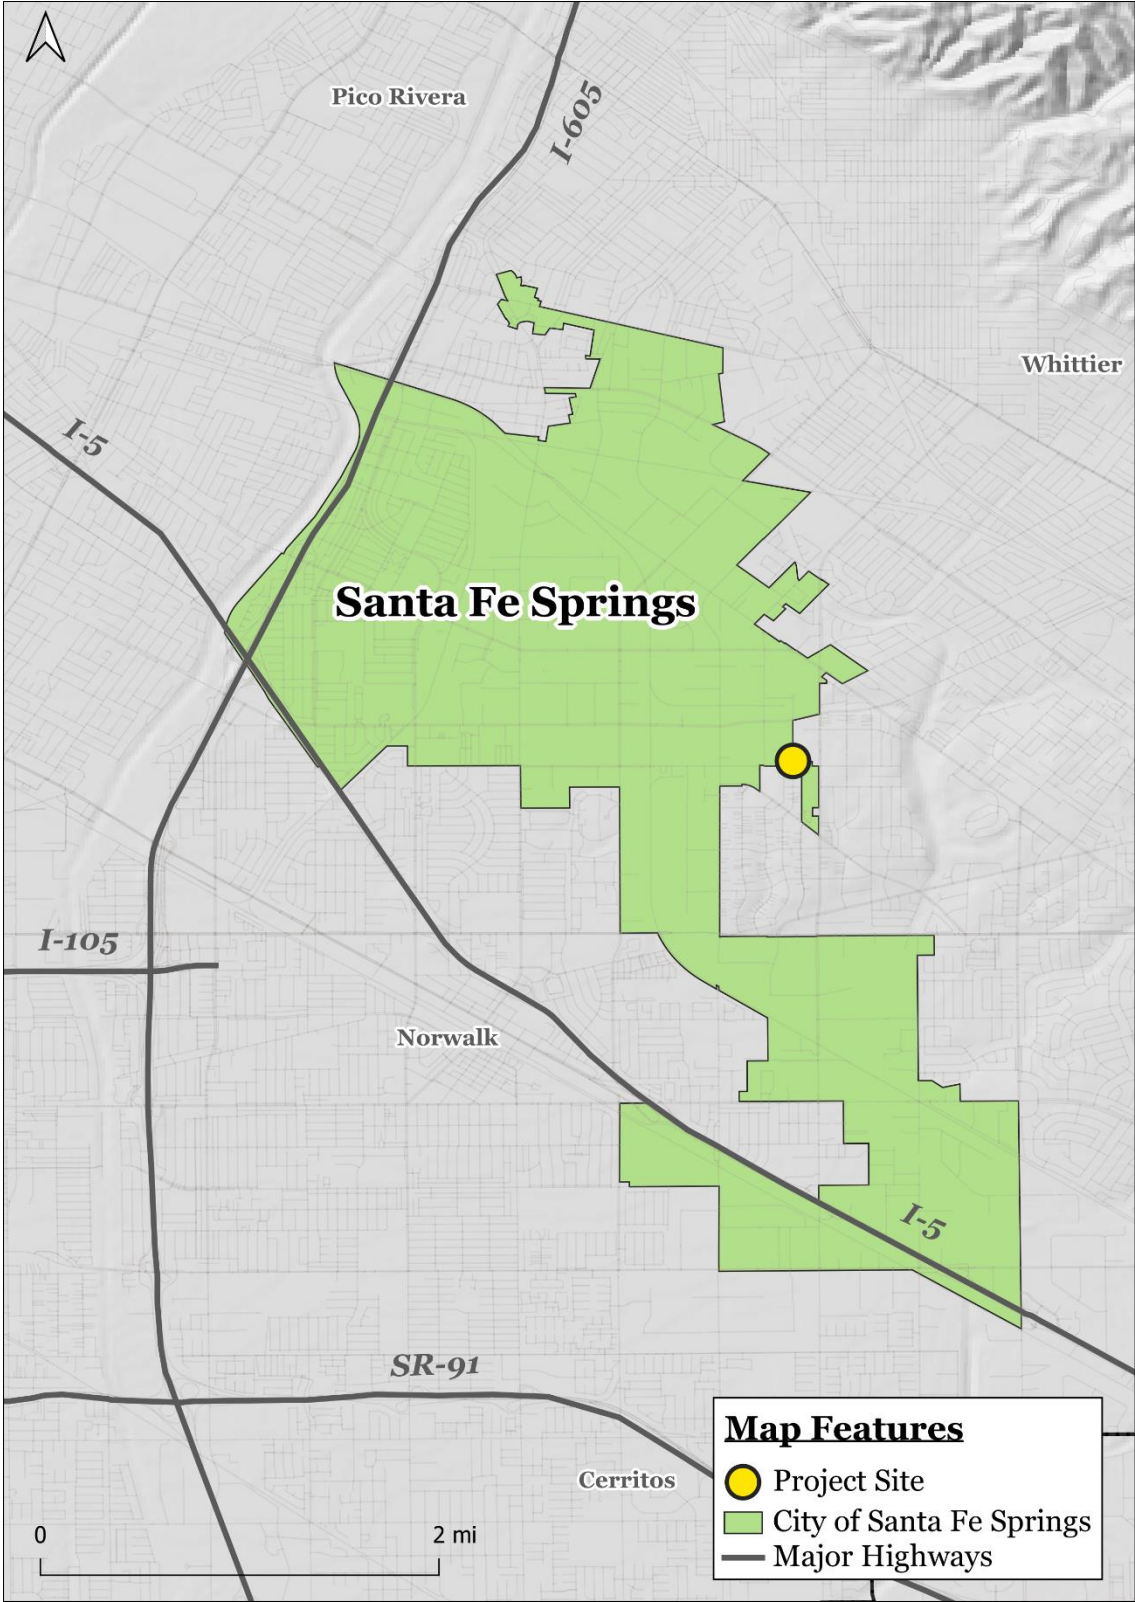 Pico Rivera
I-605
Whittier
I-5
Santa Fe Springs
I-105
Norwalk
I-5
SR-91
Cerritos
0 2 mi
Map Features
Project Site
City of Santa Fe Springs
Major Highways